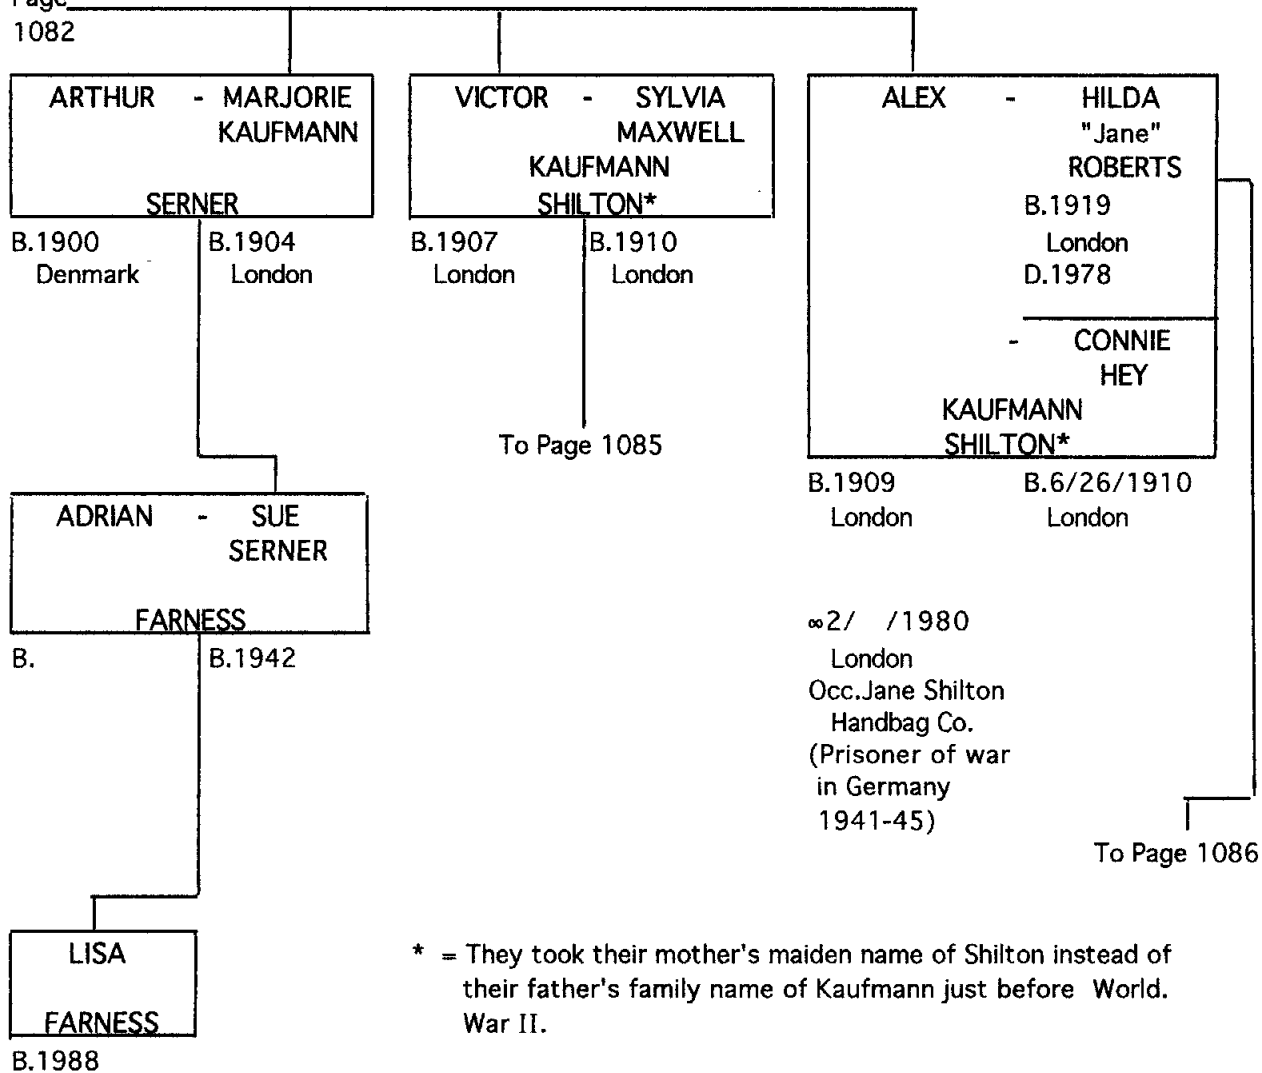 Page
1082
ARTHUR - MARJORIE
KAUFMANN
SERNER
B.1900 B.1904
Denmark London
VICTOR - SYLVIA
MAXWELL
KAUFMANN
SHILTON*
B.1907 B.1910
London London
To Page 1085
ALEX - HILDA
"Jane"
ROBERTS
B.1919
London
D.1978
- CONNIE
HEY
KAUFMANN
SHILTON*
B.1909 B.6/26/1910
London London
∞2/ /1980
London
Occ.Jane Shilton
Handbag Co.
(Prisoner of war
in Germany
1941-45)
To Page 1086
ADRIAN - SUE
SERNER
FARNESS
B. B.1942
LISA
FARNESS
B.1988
* = They took their mother's maiden name of Shilton instead of
their father's family name of Kaufmann just before World.
War II.